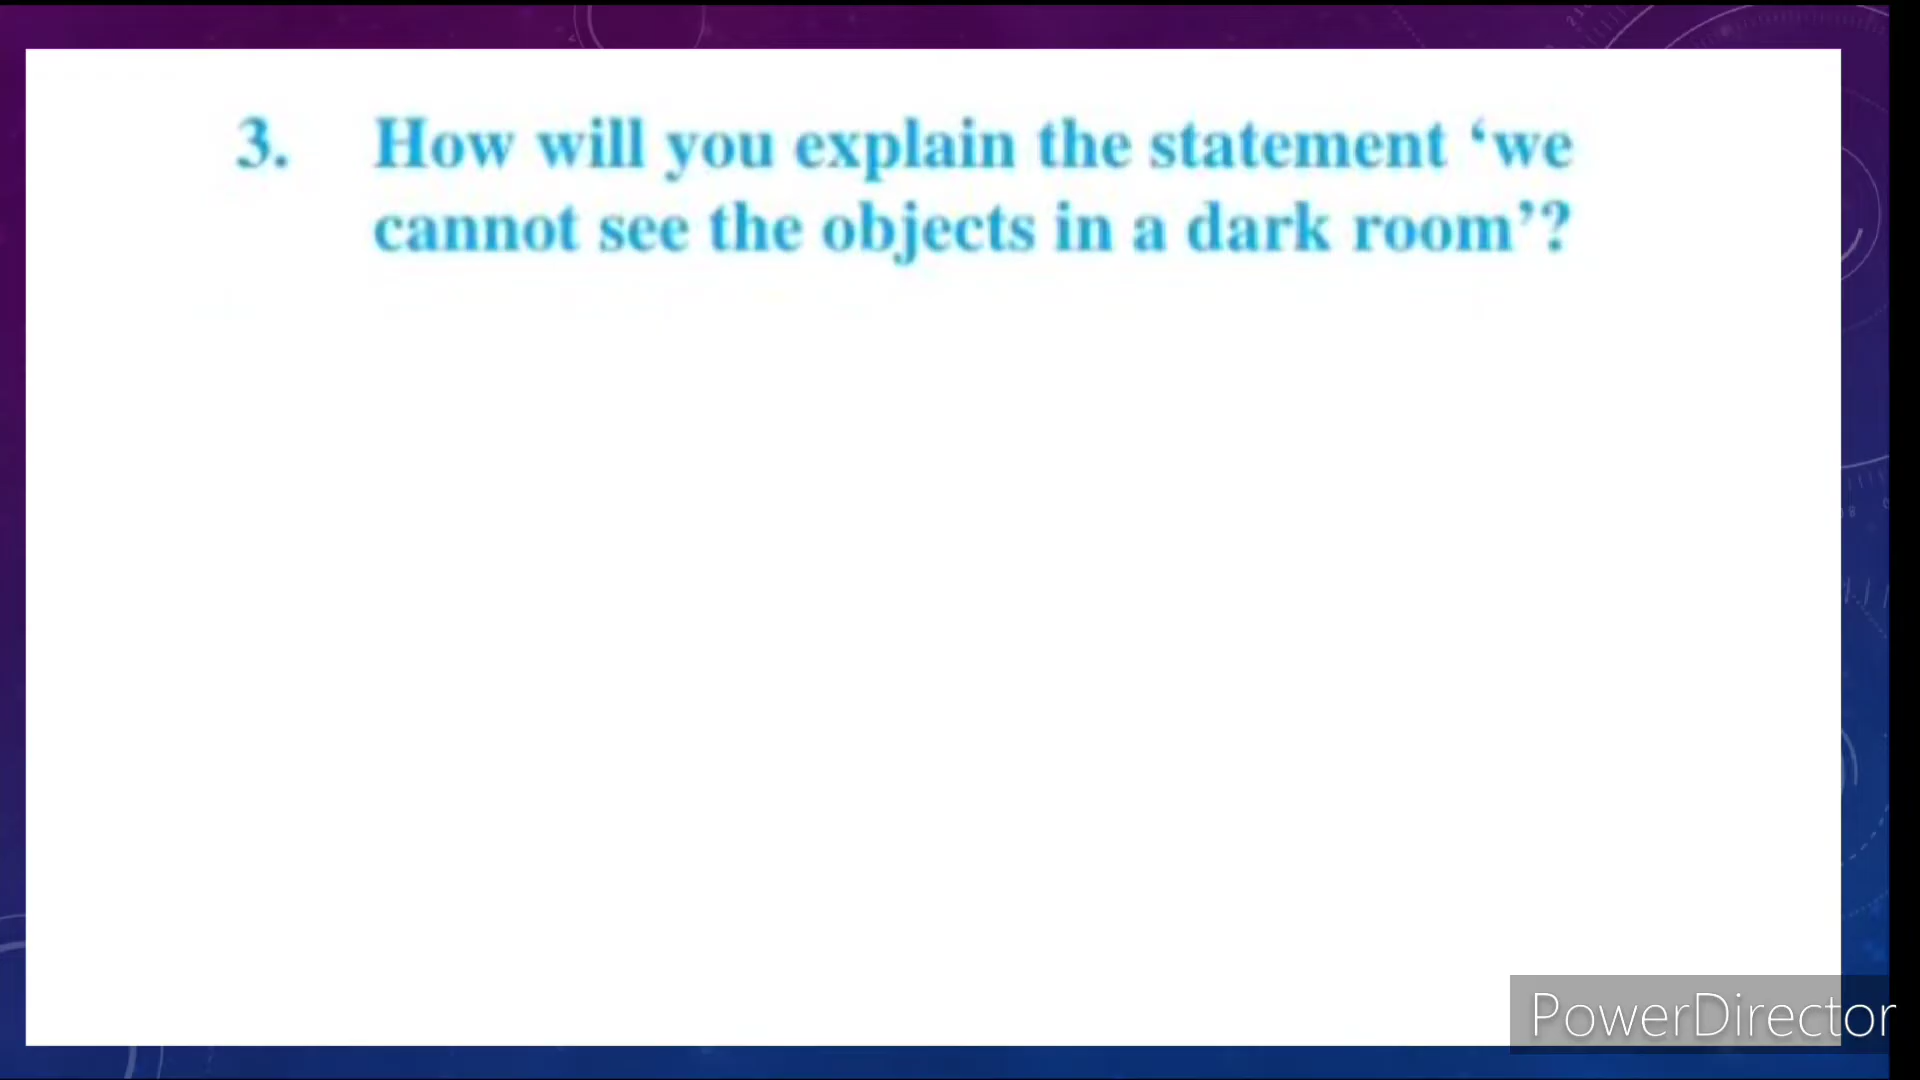 3. How will you explain the statement ‘we
cannot see the objects in a dark room’?
PowerDirector